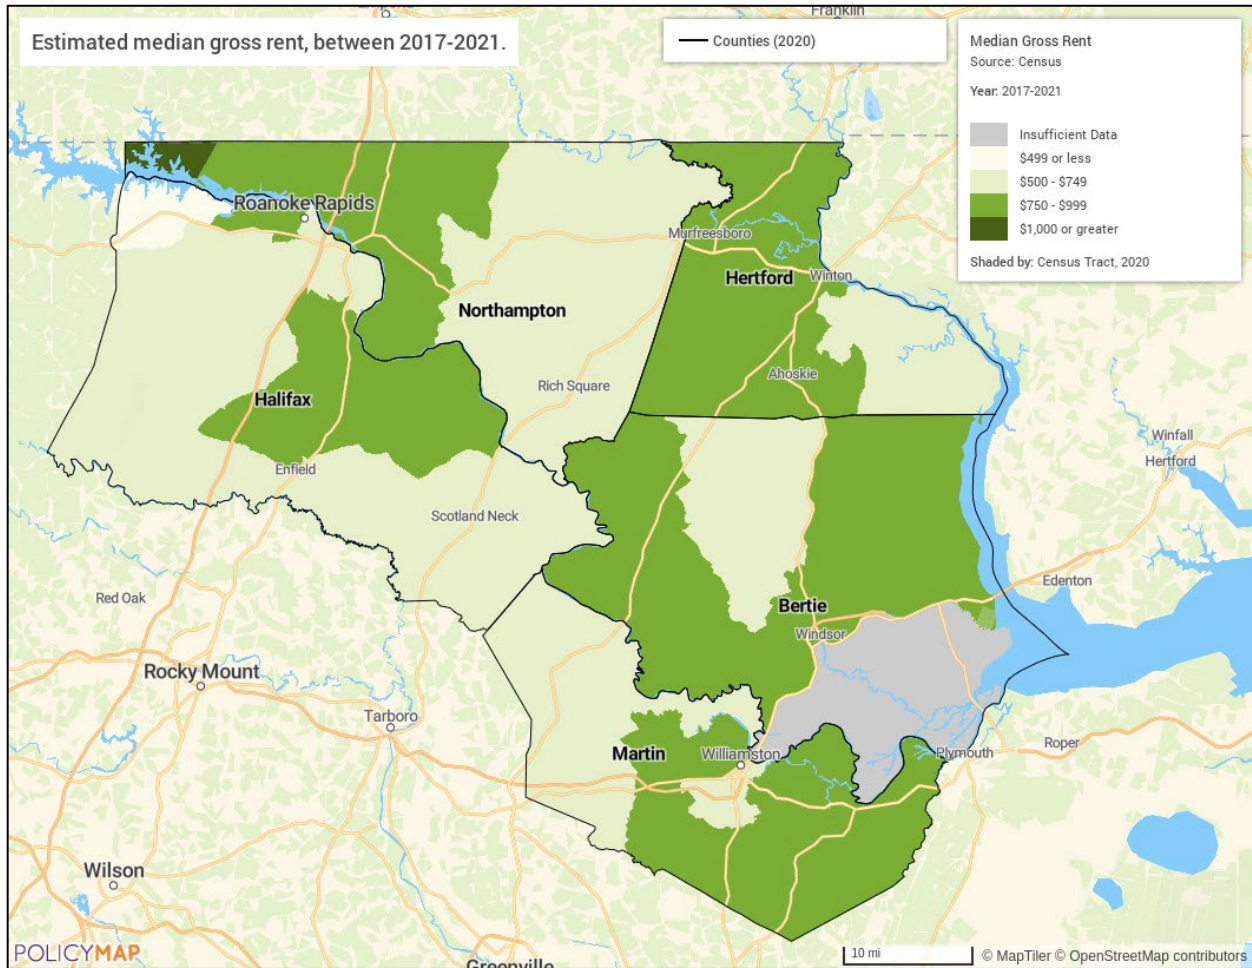 Franklin
Estimated median gross rent, between 2017-2021.
Counties (2020)
Median Gross Rent
Source: Census
Year: 2017-2021
Insufficient Data
$499 or less
$500 - $749
$750 - $999
$1,000 or greater
Shaded by: Census Tract, 2020
Roanoke Rapids
Murfreesboro
Hertford
Winton
Northampton
Rich Square
Ahoskie
Halifax
Winfall
Hertford
Enfield
Scotland Neck
Edenton
Red Oak
Bertie
Windsor
Rocky Mount
Tarboro
Martin
Williamston
Plymouth
Roper
Wilson
POLICYMAP
Greenville
10 mi
© MapTiler © OpenStreetMap contributors